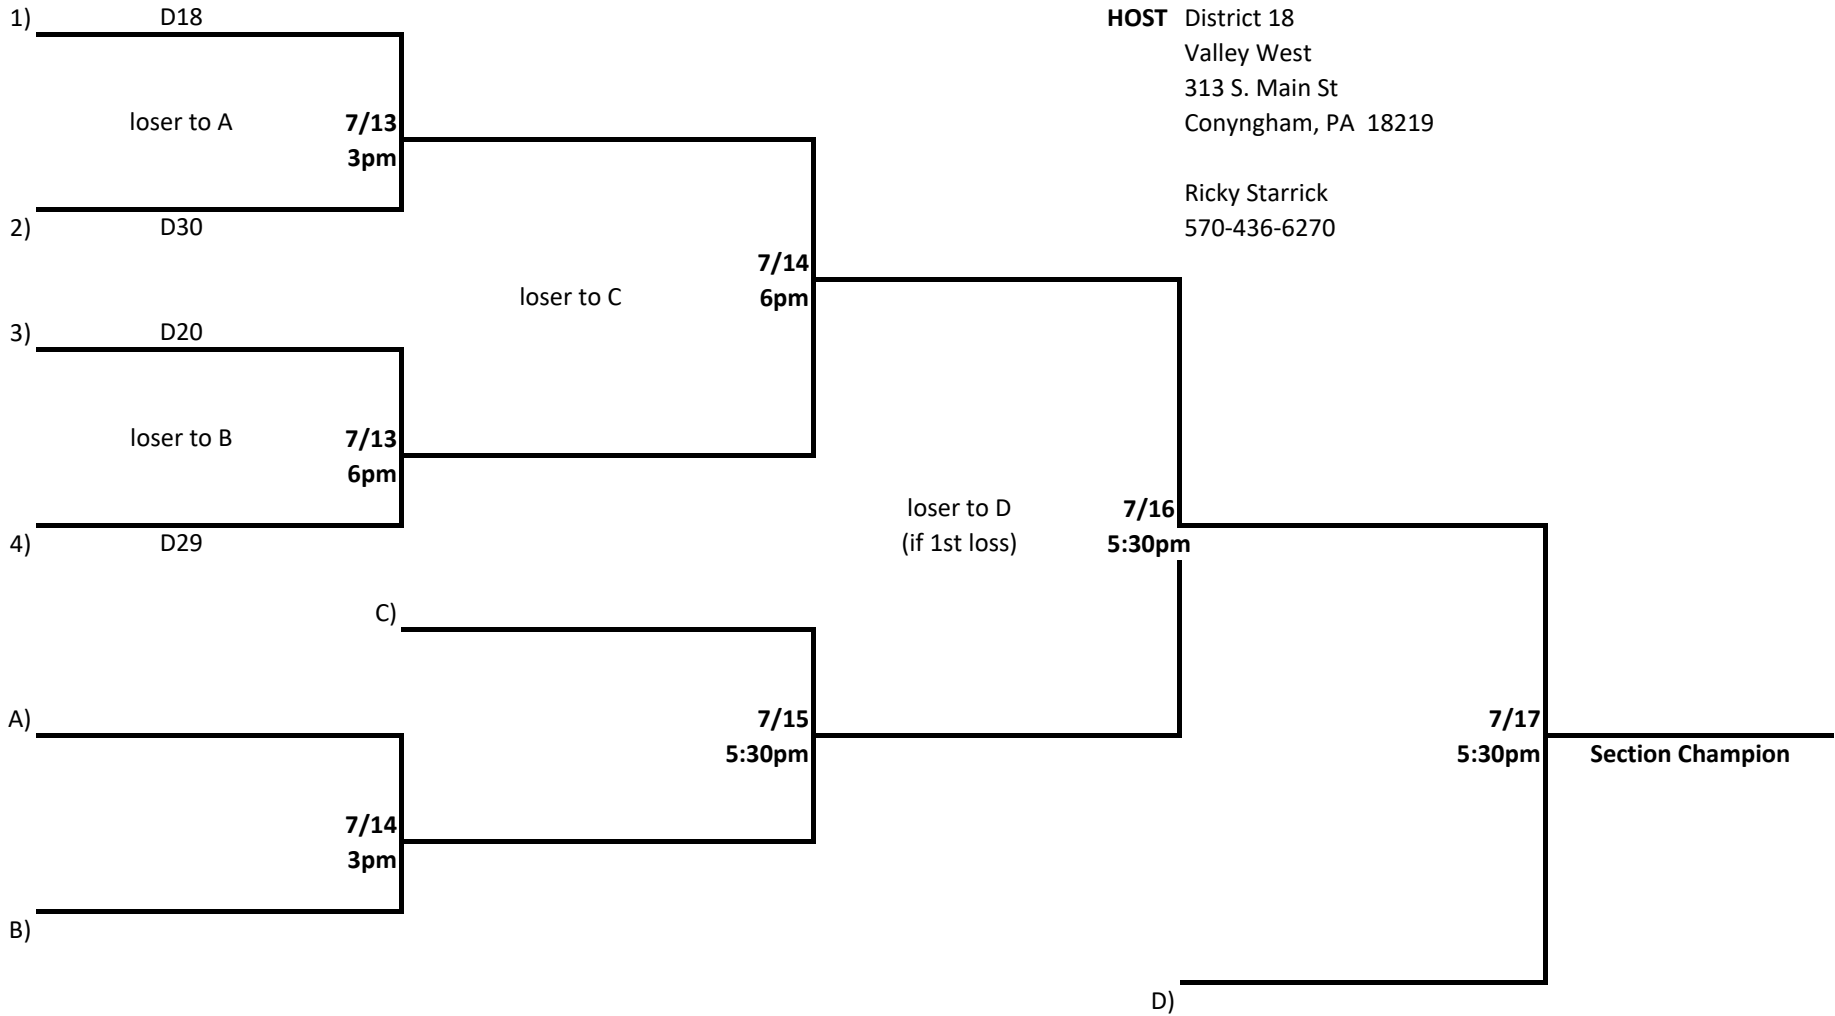 1) D18
HOST District 18
Valley West
313 S. Main St
loser to A 7/13
Conyngham, PA 18219
3pm
Ricky Starrick
2) D30
570-436-6270
7/14
loser to C 6pm
3) D20
loser to B 7/13
6pm
loser to D 7/16
4) D29
(if 1st loss) 5:30pm
C)
A)
7/15
7/17
5:30pm
5:30pm
Section Champion
7/14
3pm
B)
D)